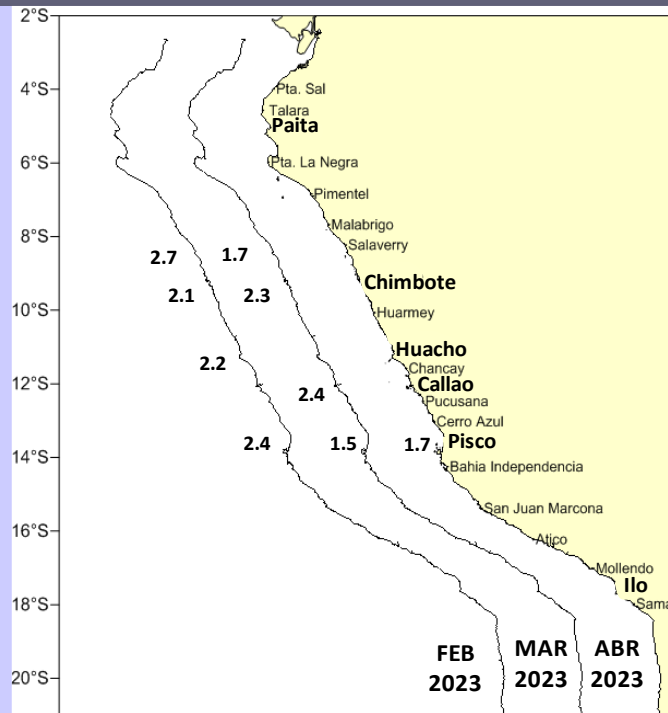 2°S
4°S
Pta. Sal
Talara
Paita
6°S
Pta. La Negra
Pimentel
Malabrigo
8°S
Salaverry
2.7
1.7
Chimbote
2.1
2.3
10°S
Huarmey
Huacho
2.2
Chancay
12°S
Callao
2.4
Pucusana
Cerro Azul
2.4
1.5
1.7
Pisco
14°S
Bahia Independencia
San Juan Marcona
16°S
Atico
Mollendo
Ilo
18°S
Sama
FEB
2023
MAR
2023
ABR
2023
20°S